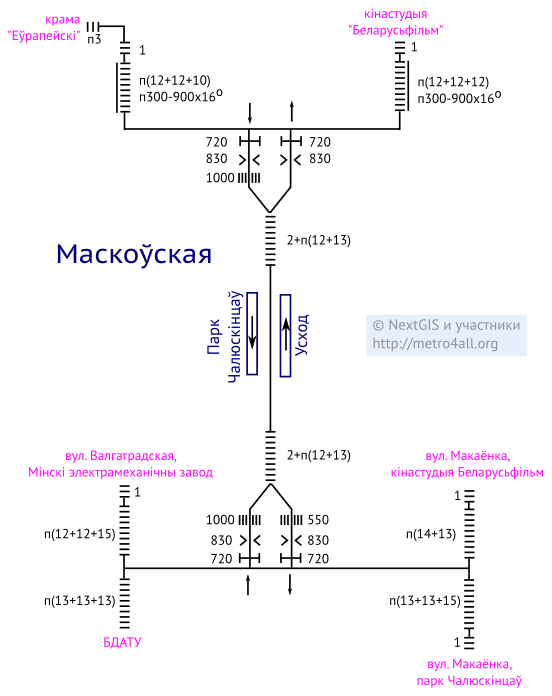 крама
"Еўрапейскі"
п3
1
п(12+12+10)
п300-900х16°
кінастудыя
"Беларусьфільм"
1
п(12+12+12)
п300-900х16°
720
720
830
830
1000
2+п(12+13)
Маскоўская
Парк
Чалюскінцаў
Усход
© NextGIS и участники
http://metro4all.org
2+п(12+13)
вул. Валгаградская,
Мінскі электрамеханічны завод
1
п(12+12+15)
п(13+13+13)
БДАТУ
1000
550
830
830
720
720
вул. Макаёнка,
кінастудыя Беларусьфільм
1
п(14+13)
п(13+13+15)
1
вул. Макаёнка,
парк Чалюскінцаў